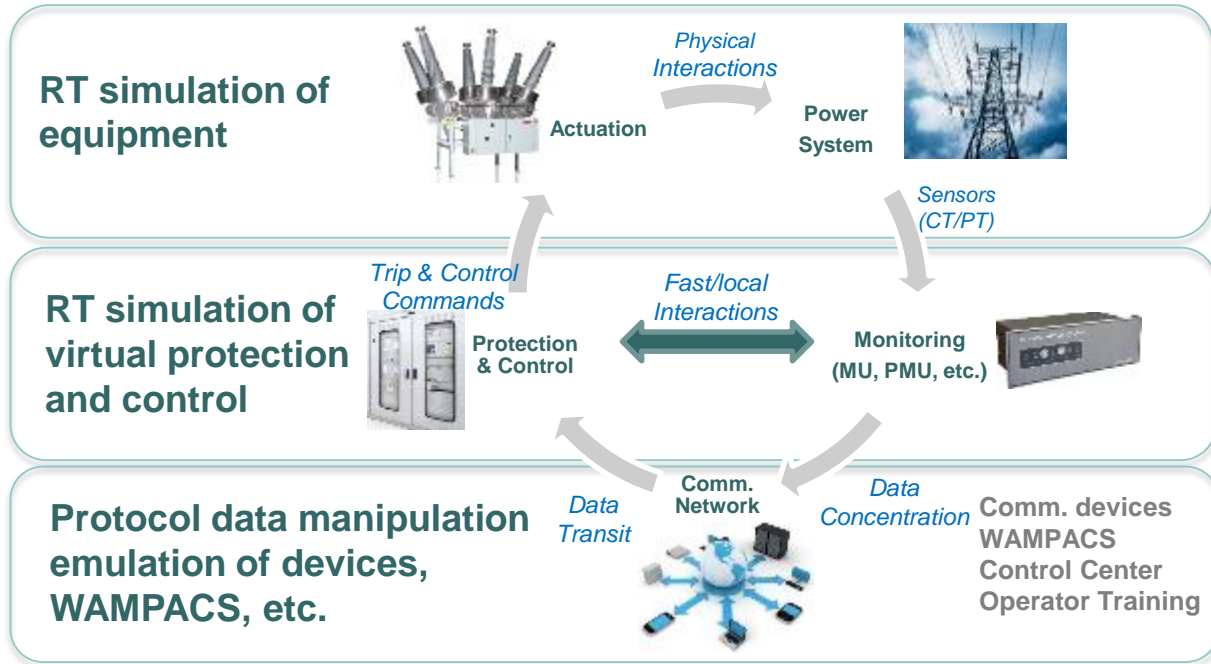 RT simulation of
equipment
Actuation
Physical
Interactions
Power
System
Sensors
(CT/PT)
RT simulation of
virtual protection
and control
Trip & Control
Commands
Protection
& Control
Fast/local
Interactions
Monitoring
(MU, PMU, etc.)
Protocol data manipulation
emulation of devices,
WAMPACS, etc.
Data
Transit
Comm.
Network
Data
Concentration
Comm. devices
WAMPACS
Control Center
Operator Training